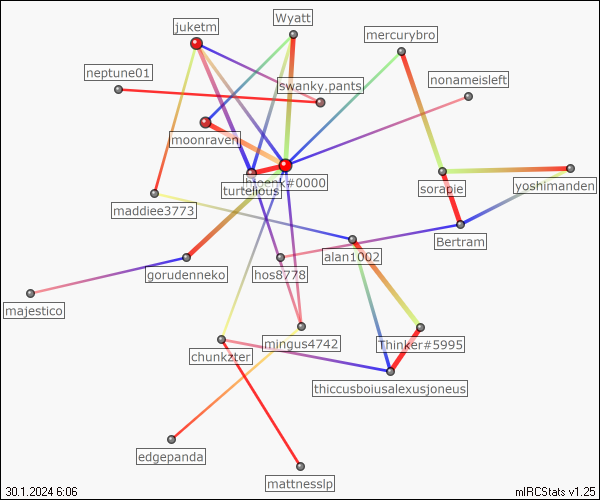 Wyatt
juketm
mercurybro
neptune01
nonameisleft
swanky.pants
moonraven
#0000
turtelious
sorapie
yoshimanden
maddiee3773
Bertram
alan1002
gorudenneko
hos8778
majestico
mingus4742
Thinker#5995
chunkzter
thiccusboiusalexusjoneus
edgepanda
mattnesslp
30.1.2024 6:06
mIRCStats v1.25